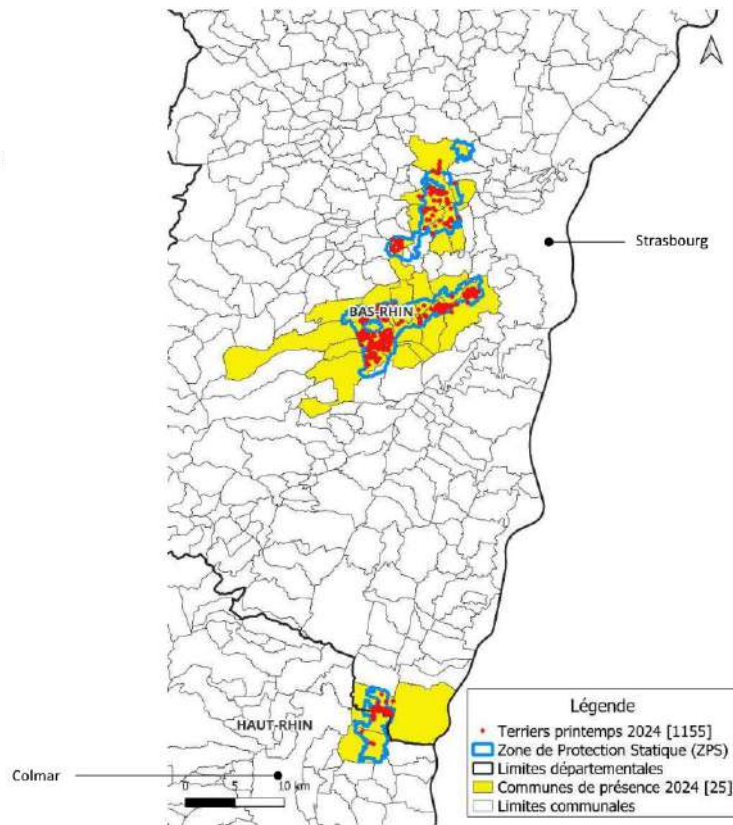 Strasbourg
BAS-RHIN
HAUT-RHIN
Colmar
0 5 10 km
Légende
Terriers printemps 2024 [1155]
Zone de Protection Statique (ZPS)
Limites départementales
Communes de présence 2024 [25]
Limites communales